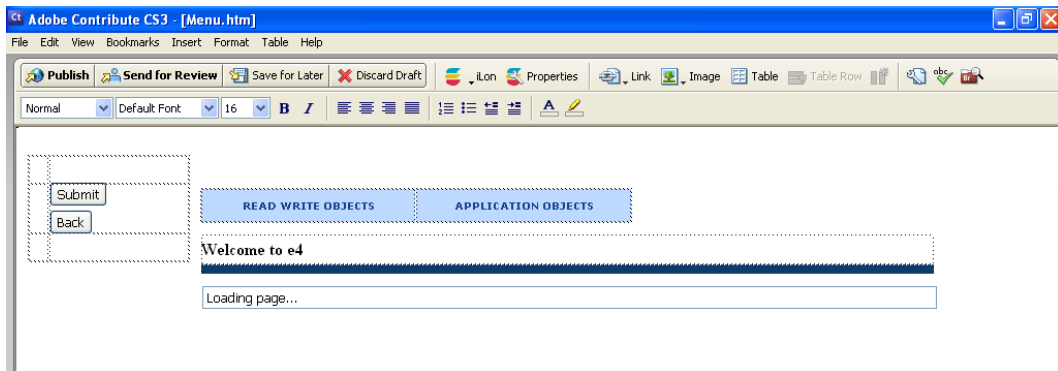 Adobe Contribute CS3 - [Menu.htm]
File Edit View Bookmarks Insert Format Table Help
Publish Send for Review Save for Later Discard Draft iLon Properties Link Image Table Table Row abc
Normal Default Font 16 B I A
Submit
READ WRITE OBJECTS APPLICATION OBJECTS
Back
Welcome to e4
Loading page...